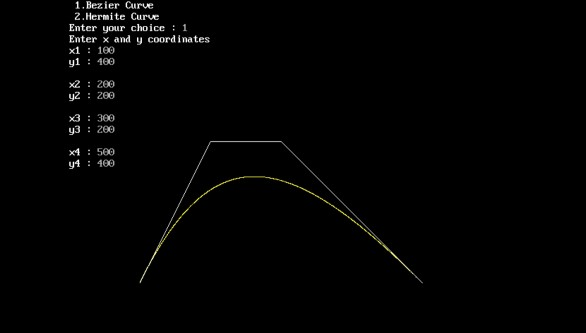 1.Bezier Curve
2.Hermite Curve
Enter your choice : 1
Enter x and y coordinates
x1 : 100
y1 : 400
x2 : 200
y2 : 200
x3 : 300
y3 : 200
x4 : 500
y4 : 400